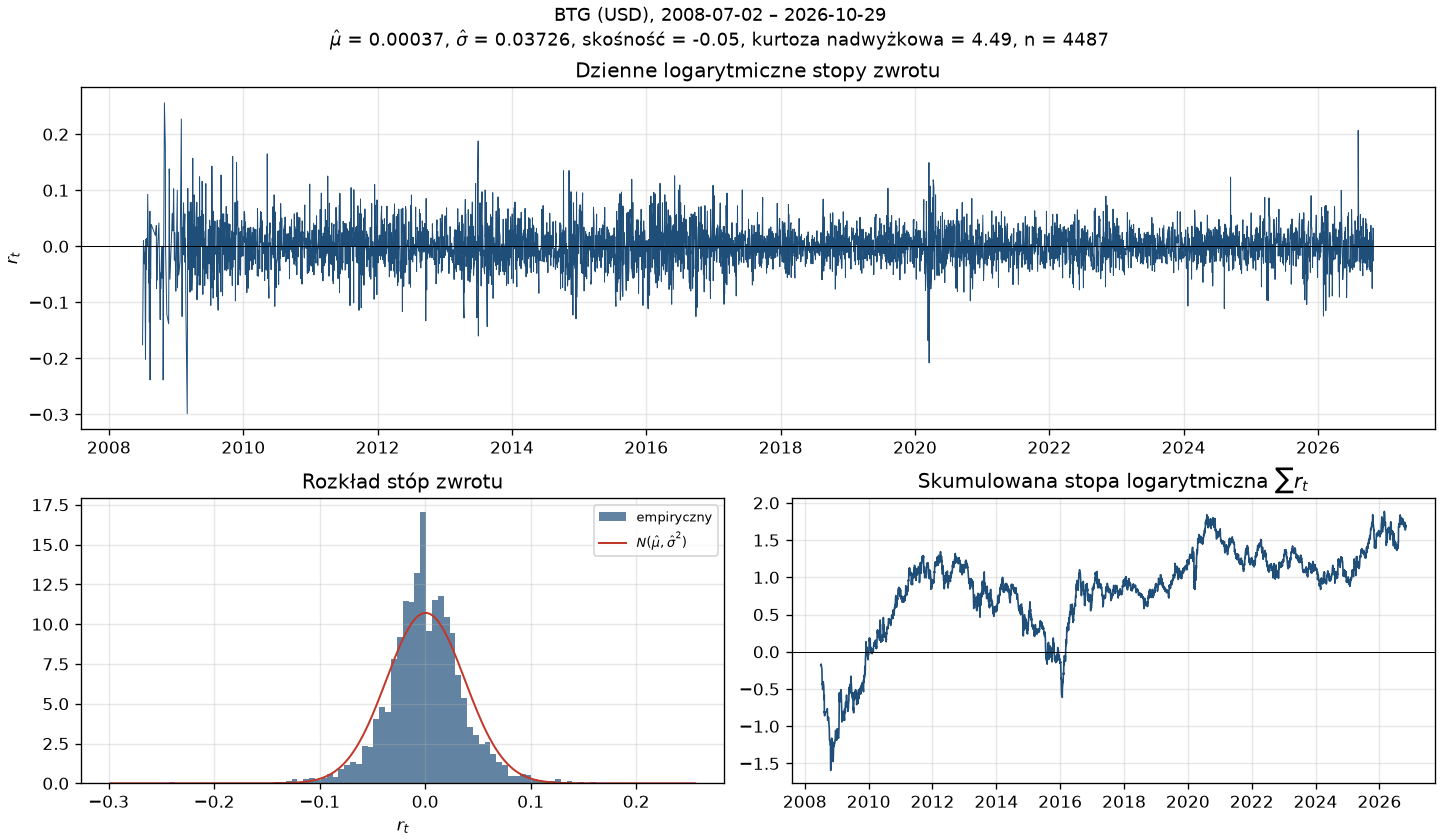 BTG (USD), 2008-07-02 – 2026-10-29
μ̂ = 0.00037, σ̂ = 0.03726, skośność = -0.05, kurtoza nadwyżkowa = 4.49, n = 4487
Dzienne logarytmiczne stopy zwrotu
0.2
0.1
0.0
−0.1
−0.2
−0.3
r_t
2008 2010 2012 2014 2016 2018 2020 2022 2024 2026
Rozkład stóp zwrotu
17.5
15.0
12.5
10.0
7.5
5.0
2.5
0.0
empiryczny
N(μ̂, σ̂²)
−0.3 −0.2 −0.1 0.0 0.1 0.2
r_t
Skumulowana stopa logarytmiczna ∑r_t
2.0
1.5
1.0
0.5
0.0
−0.5
−1.0
−1.5
2008 2010 2012 2014 2016 2018 2020 2022 2024 2026